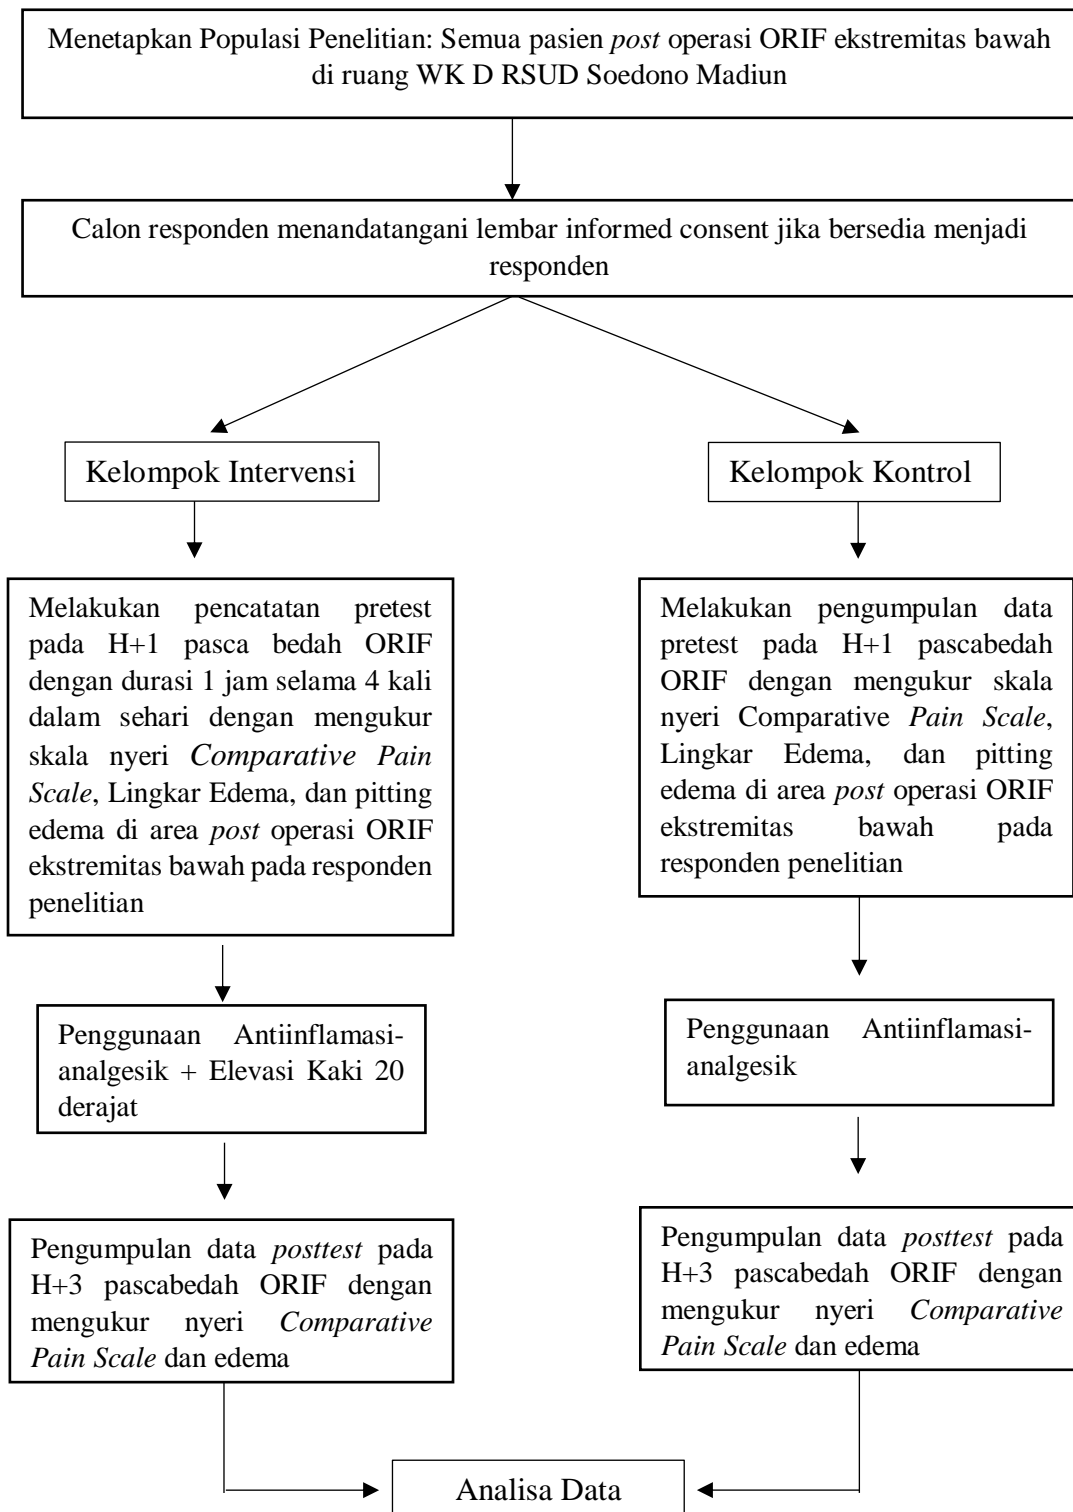 Menetapkan Populasi Penelitian: Semua pasien post operasi ORIF ekstremitas bawah
di ruang WK D RSUD Soedono Madiun
Calon responden menandatangani lembar informed consent jika bersedia menjadi
responden
Kelompok Intervensi
Kelompok Kontrol
Melakukan pencatatan pretest
pada H+1 pasca bedah ORIF
dengan durasi 1 jam selama 4 kali
dalam sehari dengan mengukur
skala nyeri Comparative Pain
Scale, Lingkar Edema, dan pitting
edema di area post operasi ORIF
ekstremitas bawah pada responden
penelitian
Melakukan pengumpulan data
pretest pada H+1 pascabedah
ORIF dengan mengukur skala
nyeri Comparative Pain Scale,
Lingkar Edema, dan pitting
edema di area post operasi ORIF
ekstremitas bawah pada
responden penelitian
Penggunaan Antiinflamasi-
analgesik + Elevasi Kaki 20
derajat
Penggunaan Antiinflamasi-
analgesik
Pengumpulan data posttest pada
H+3 pascabedah ORIF dengan
mengukur nyeri Comparative
Pain Scale dan edema
Pengumpulan data posttest pada
H+3 pascabedah ORIF dengan
mengukur nyeri Comparative
Pain Scale dan edema
Analisa Data